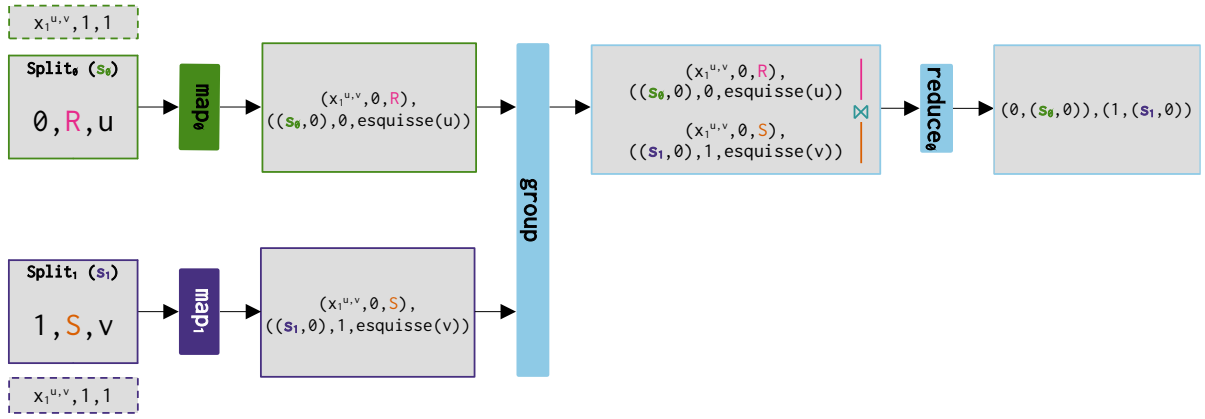 x₁ᵘ,ᵛ,1,1
Split₀ (s₀)
0,R,u
map₀
(x₁ᵘ,ᵛ,0,R),
((s₀,0),0,esquisse(u))
group
(x₁ᵘ,ᵛ,0,R),
((s₀,0),0,esquisse(u))
⋈
(x₁ᵘ,ᵛ,0,S),
((s₁,0),1,esquisse(v))
reduce₀
(0,(s₀,0)),(1,(s₁,0))
Split₁ (s₁)
1,S,v
map₁
(x₁ᵘ,ᵛ,0,S),
((s₁,0),1,esquisse(v))
x₁ᵘ,ᵛ,1,1